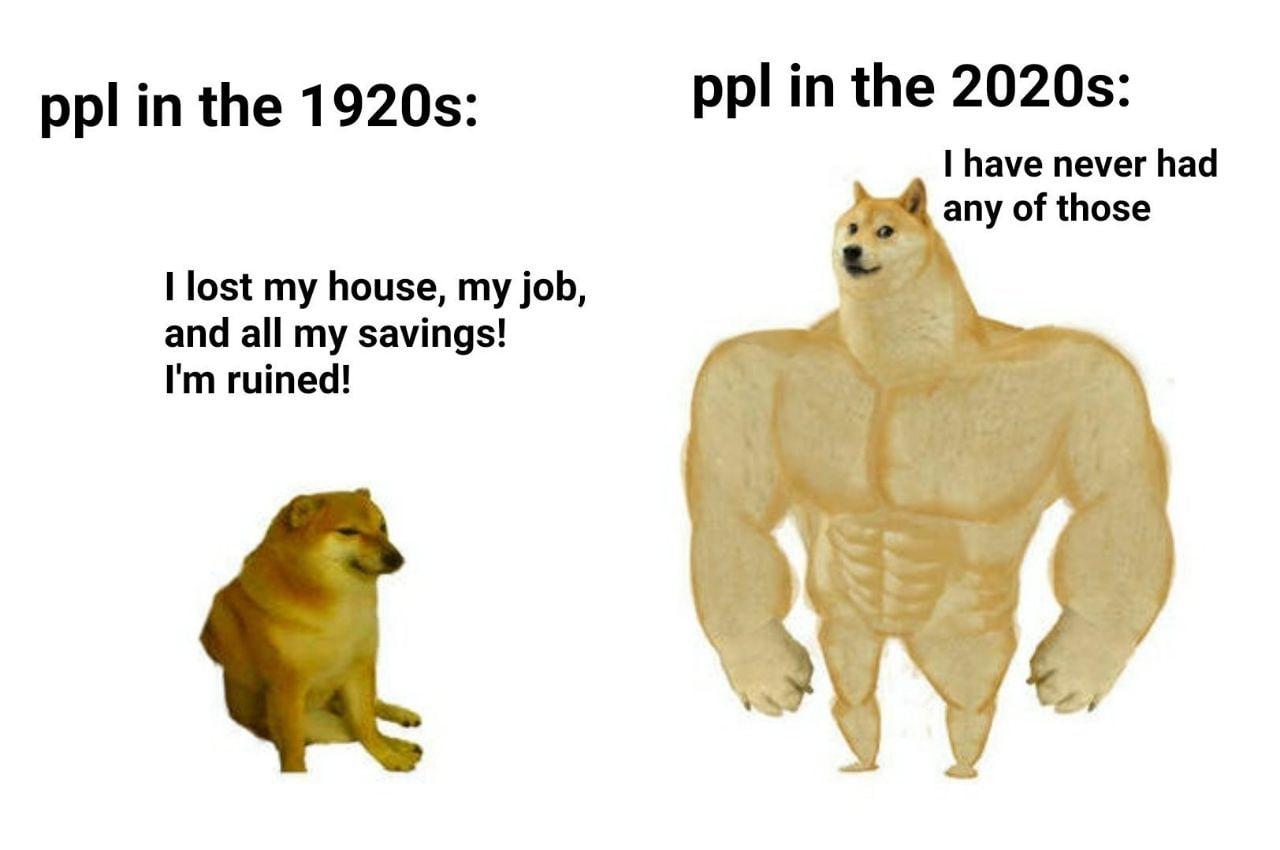 ppl in the 1920s:
I lost my house, my job,
and all my savings!
I'm ruined!
ppl in the 2020s:
I have never had
any of those